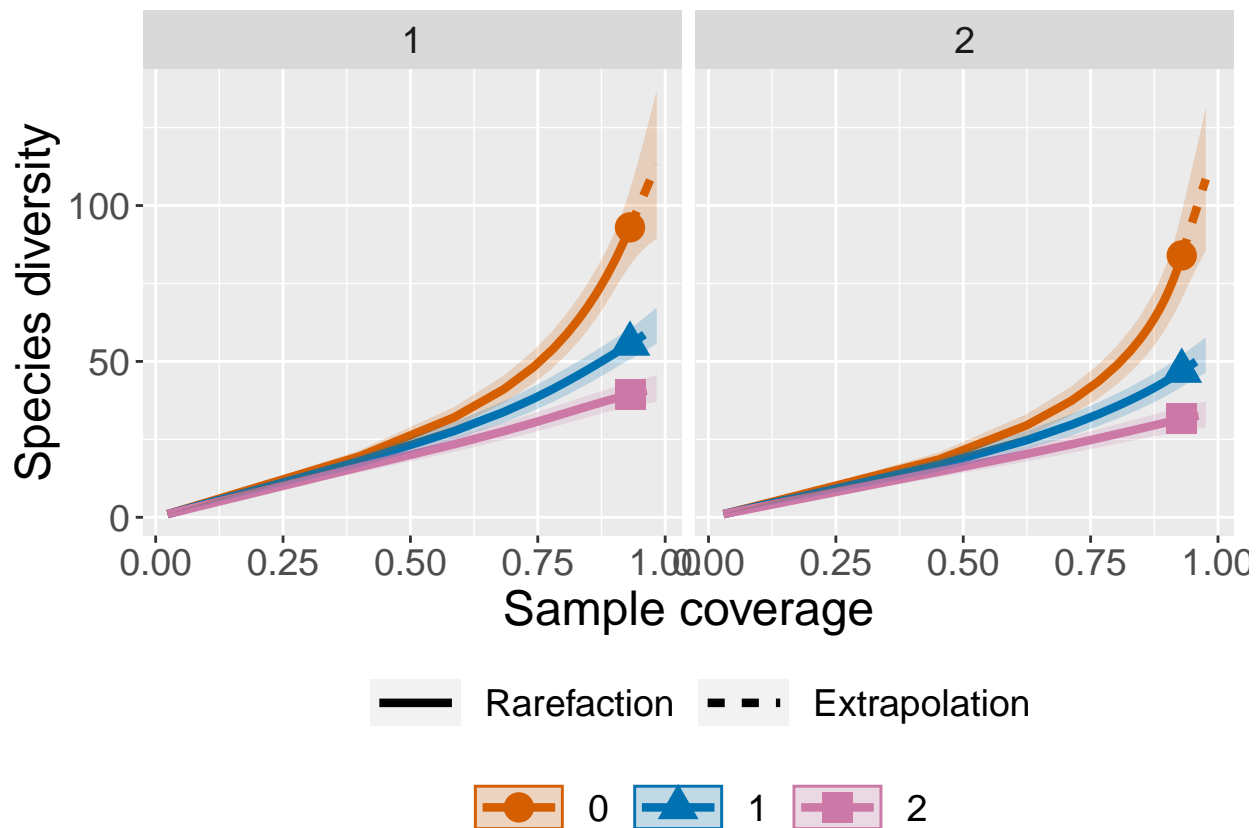 1 2
Species diversity
100
50
0
0.00 0.25 0.50 0.75 1.00 0.00 0.25 0.50 0.75 1.00
Sample coverage
Rarefaction Extrapolation
0 1 2